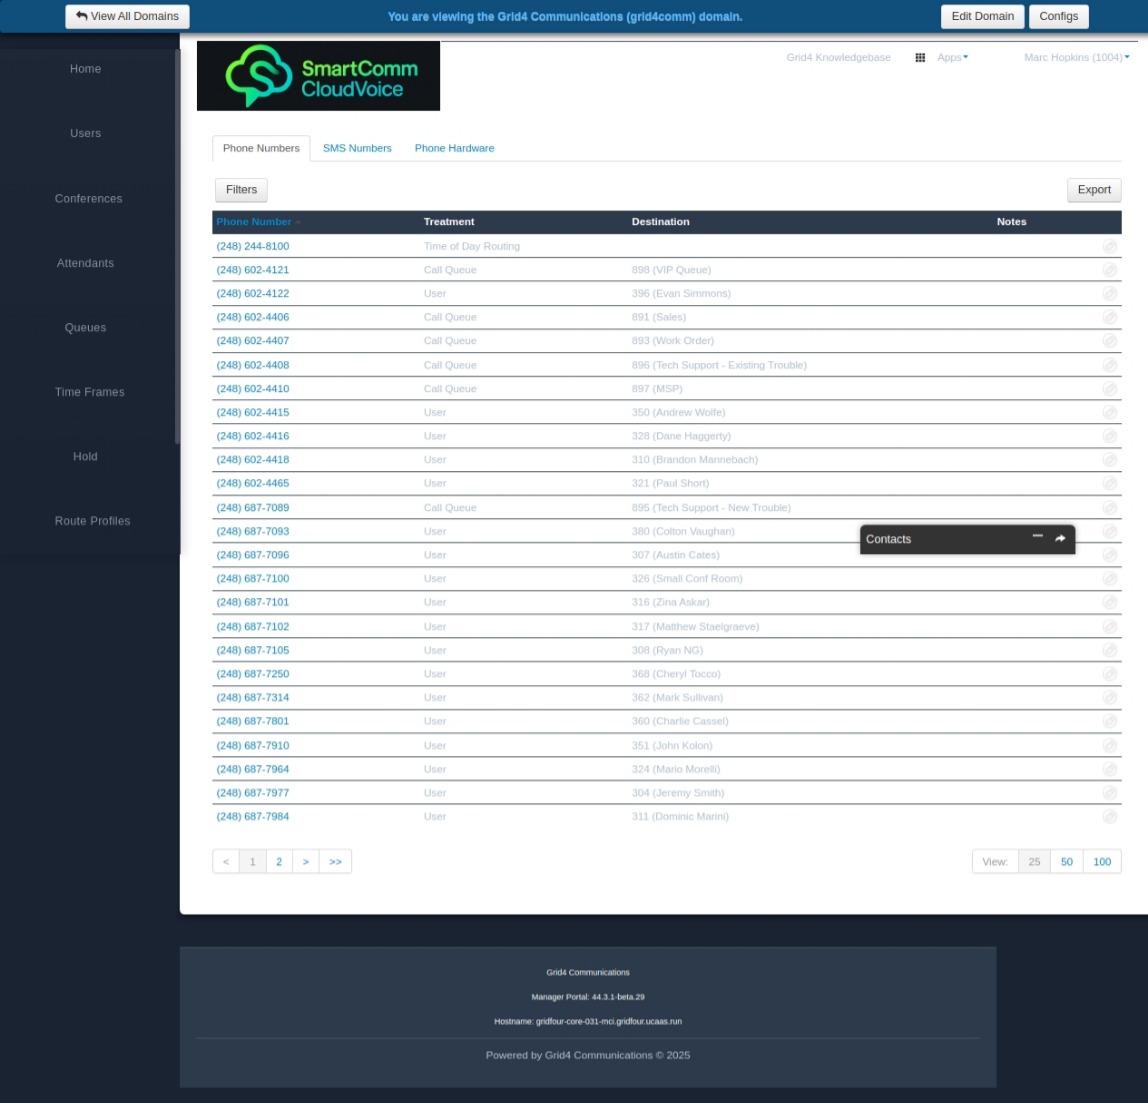 View All Domains You are viewing the Grid4 Communications (grid4comm) domain. Edit Domain Configs
Home
Users
Conferences
Attendants
Queues
Time Frames
Hold
Route Profiles
SmartComm
CloudVoice
Grid4 Knowledgebase Apps Marc Hopkins (1004)
Phone Numbers SMS Numbers Phone Hardware
Filters Export
Phone Number Treatment Destination Notes
(248) 244-8100 Time of Day Routing
(248) 602-4121 Call Queue 898 (VIP Queue)
(248) 602-4122 User 396 (Evan Simmons)
(248) 602-4406 Call Queue 891 (Sales)
(248) 602-4407 Call Queue 893 (Work Order)
(248) 602-4408 Call Queue 896 (Tech Support - Existing Trouble)
(248) 602-4410 Call Queue 897 (MSP)
(248) 602-4415 User 350 (Andrew Wolfe)
(248) 602-4416 User 328 (Dane Haggerty)
(248) 602-4418 User 310 (Brandon Mannebach)
(248) 602-4465 User 321 (Paul Short)
(248) 687-7089 Call Queue 895 (Tech Support - New Trouble)
(248) 687-7093 User 380 (Colton Vaughan)
Contacts
(248) 687-7096 User 307 (Austin Cates)
(248) 687-7100 User 326 (Small Conf Room)
(248) 687-7101 User 316 (Zina Askar)
(248) 687-7102 User 317 (Matthew Staelgraeve)
(248) 687-7105 User 308 (Ryan NG)
(248) 687-7250 User 368 (Cheryl Tocco)
(248) 687-7314 User 362 (Mark Sullivan)
(248) 687-7801 User 360 (Charlie Cassel)
(248) 687-7910 User 351 (John Kolon)
(248) 687-7964 User 324 (Mario Morelli)
(248) 687-7977 User 304 (Jeremy Smith)
(248) 687-7984 User 311 (Dominic Marini)
< 1 2 > >> View: 25 50 100
Grid4 Communications
Manager Portal: 44.3.1-beta.29
Hostname: gridfour-core-031-mci.gridfour.ucaas.run
Powered by Grid4 Communications © 2025